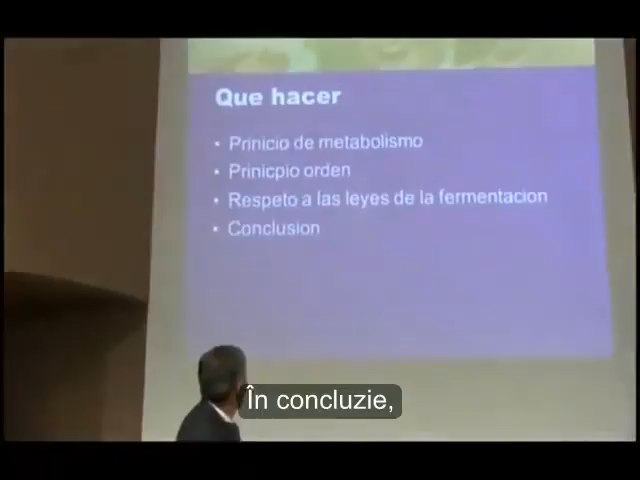 Que hacer
• Prinicio de metabolismo
• Prinicpio orden
• Respeto a las leyes de la fermentacion
• Conclusion
În concluzie,